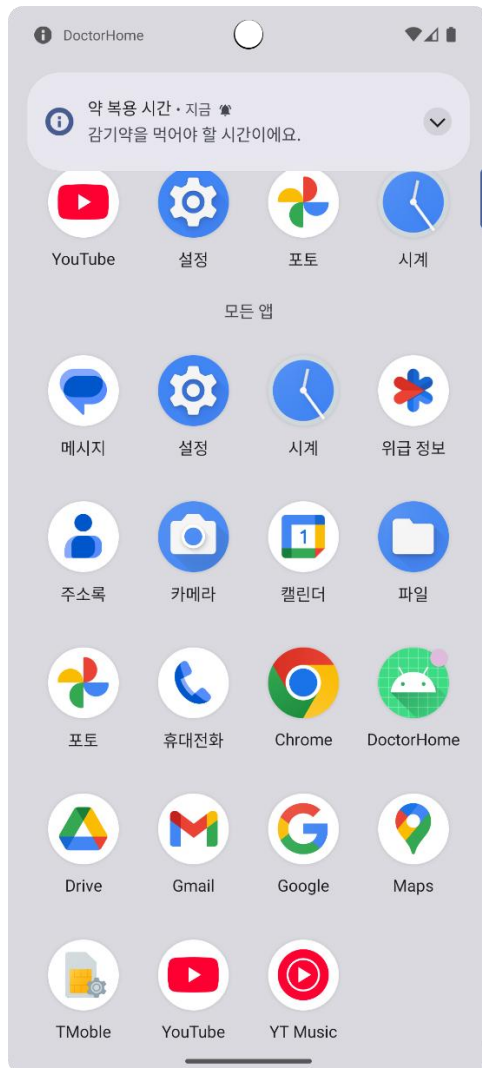 DoctorHome
약 복용 시간 • 지금
감기약을 먹어야 할 시간이에요.
YouTube 설정 포토 시계
모든 앱
메시지 설정 시계 위급 정보
1
주소록 카메라 캘린더 파일
포토 휴대전화 Chrome DoctorHome
Drive Gmail Google Maps
TMoble YouTube YT Music